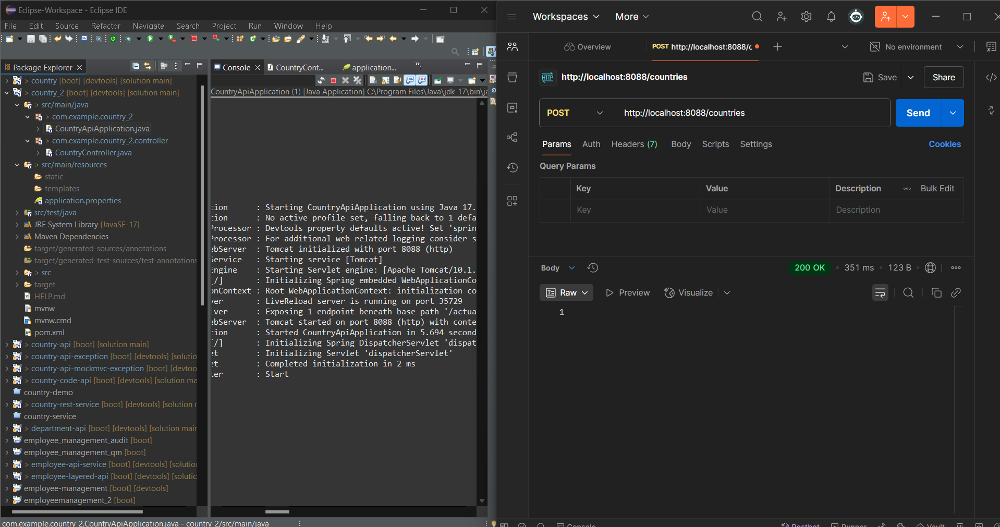 Eclipse-Workspace - Eclipse IDE
File Edit Source Refactor Navigate Search Project Run Window Help
Package Explorer
> country [boot] [devtools] [solution main]
> country_2 [boot] [devtools] [solution main]
> src/main/java
> com.example.country_2
CountryApiApplication.java
> com.example.country_2.controller
CountryController.java
> src/main/resources
static
templates
application.properties
src/test/java
JRE System Library [JavaSE-17]
Maven Dependencies
target/generated-sources/annotations
target/generated-test-sources/test-annotations
> src
target
HELP.md
mvnw
mvnw.cmd
pom.xml
> country-api [boot] [solution main]
> country-api-exception [boot] [devtools] [solutio
> country-api-mockmvc-exception [boot] [devtoo
> country-code-api [boot] [devtools] [solution ma
country-demo
> country-rest-service [boot] [devtools] [solution r
country-service
> department-api [boot] [devtools] [solution mair
employee_management_audit [boot]
employee_management_qm [boot]
> employee-api-service [boot] [devtools] [solution
> employee-layered-api [boot] [devtools] [solutio
employee-management [boot] [devtools]
employeemanagement_2 [boot]
com.example.country_2.CountryApiApplication.java - country_2/src/main/java
Console CountryCont... application... »1
CountryApiApplication (1) [Java Application] C:\Program Files\Java\jdk-17\bin\ja
tion : Starting CountryApiApplication using Java 17.
tion : No active profile set, falling back to 1 defa
Processor : Devtools property defaults active! Set 'sprin
Processor : For additional web related logging consider s
ebServer : Tomcat initialized with port 8088 (http)
Service : Starting service [Tomcat]
Engine : Starting Servlet engine: [Apache Tomcat/10.1.
[/] : Initializing Spring embedded WebApplicationCo
onContext : Root WebApplicationContext: initialization co
ver : LiveReload server is running on port 35729
lver : Exposing 1 endpoint beneath base path '/actua
ebServer : Tomcat started on port 8088 (http) with conte
tion : Started CountryApiApplication in 5.694 second
[/] : Initializing Spring DispatcherServlet 'dispat
et : Initializing Servlet 'dispatcherServlet'
et : Completed initialization in 2 ms
ler : Start
Workspaces More
Overview POST http://localhost:8088/c No environment
HTTP http://localhost:8088/countries Save Share
POST http://localhost:8088/countries Send
Params Auth Headers (7) Body Scripts Settings Cookies
Query Params
Key Value Description Bulk Edit
Key Value Description
Body 200 OK 351 ms 123 B
Raw Preview Visualize
1
Console Postbot Runner Vault